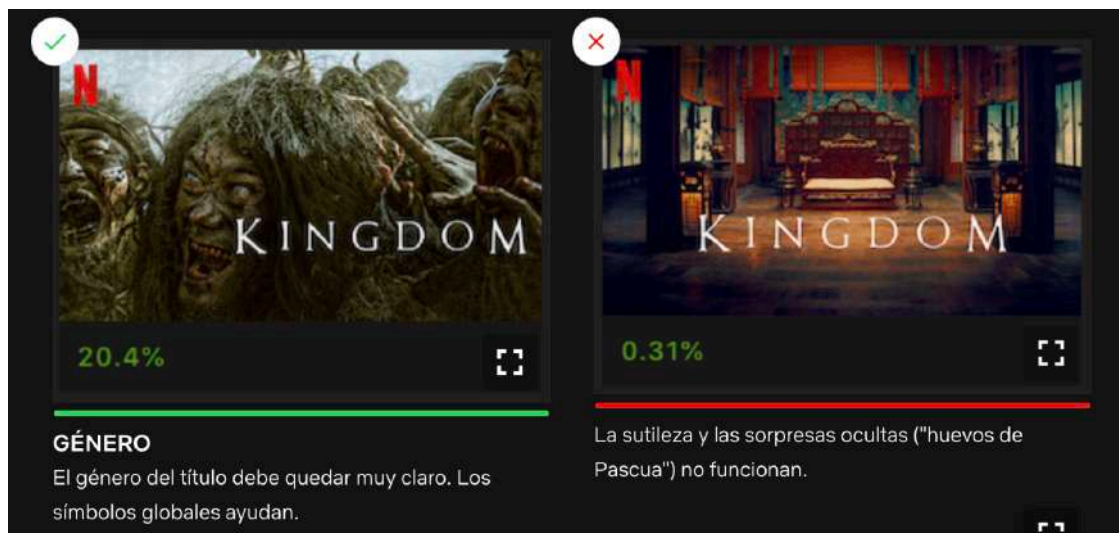 N
KINGDOM
20.4%
GÉNERO
El género del título debe quedar muy claro. Los
símbolos globales ayudan.
N
KINGDOM
0.31%
La sutileza y las sorpresas ocultas ("huevos de
Pascua") no funcionan.